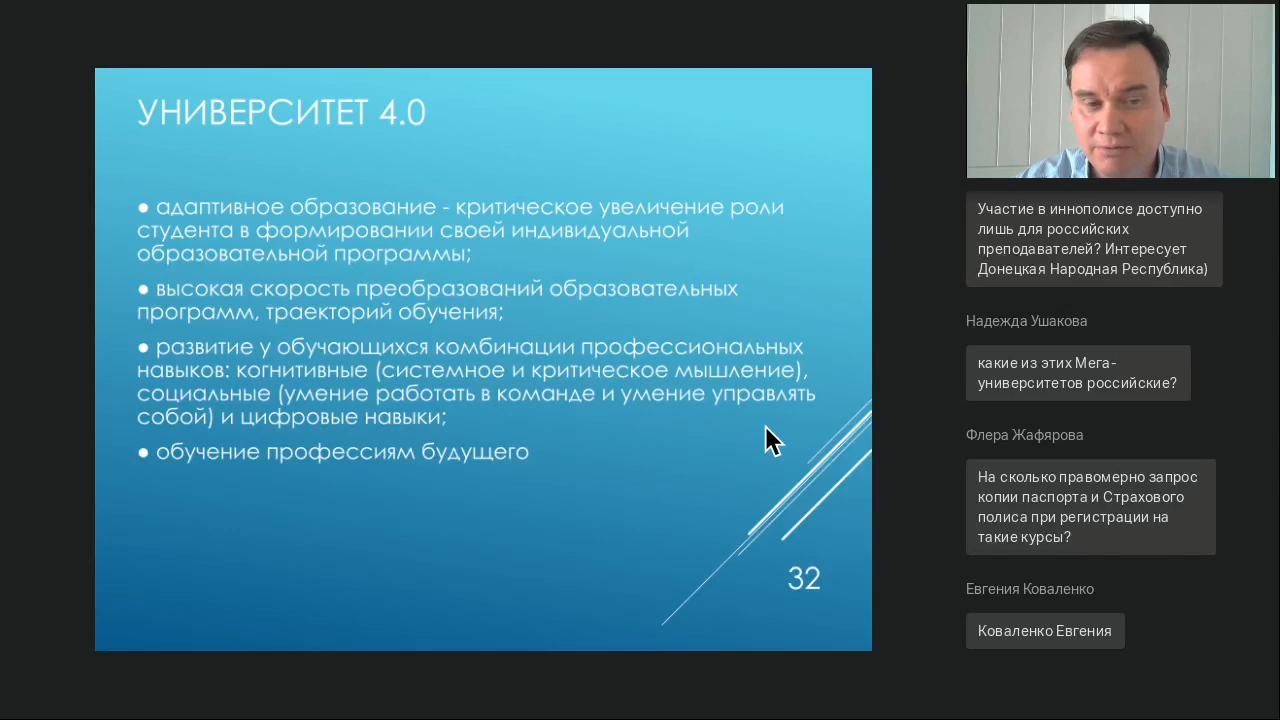 УНИВЕРСИТЕТ 4.0
● адаптивное образование - критическое увеличение роли
студента в формировании своей индивидуальной
образовательной программы;
● высокая скорость преобразований образовательных
программ, траекторий обучения;
● развитие у обучающихся комбинации профессиональных
навыков: когнитивные (системное и критическое мышление),
социальные (умение работать в команде и умение управлять
собой) и цифровые навыки;
● обучение профессиям будущего
32
Участие в иннополисе доступно
лишь для российских
преподавателей? Интересует
Донецкая Народная Республика)
Надежда Ушакова
какие из этих Мега-
университетов российские?
Флера Жафярова
На сколько правомерно запрос
копии паспорта и Страхового
полиса при регистрации на
такие курсы?
Евгения Коваленко
Коваленко Евгения